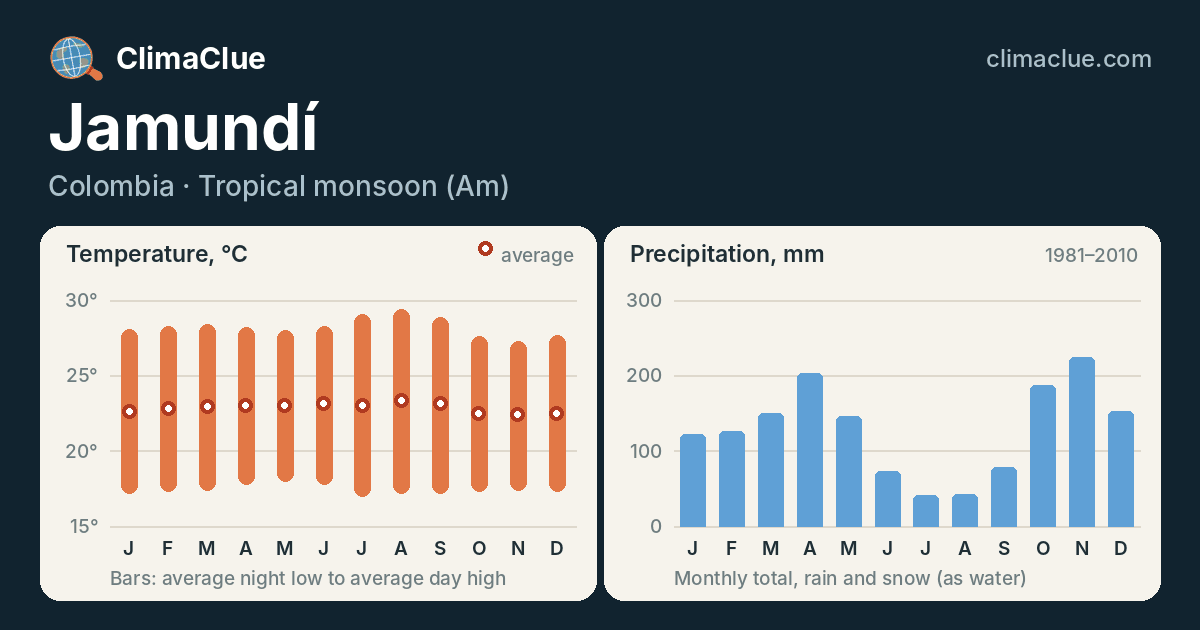 ClimaClue
climaclue.com
Jamundí
Colombia · Tropical monsoon (Am)
Temperature, °C
average
30°
25°
20°
15°
J F M A M J J A S O N D
Bars: average night low to average day high
Precipitation, mm
1981–2010
300
200
100
0
J F M A M J J A S O N D
Monthly total, rain and snow (as water)